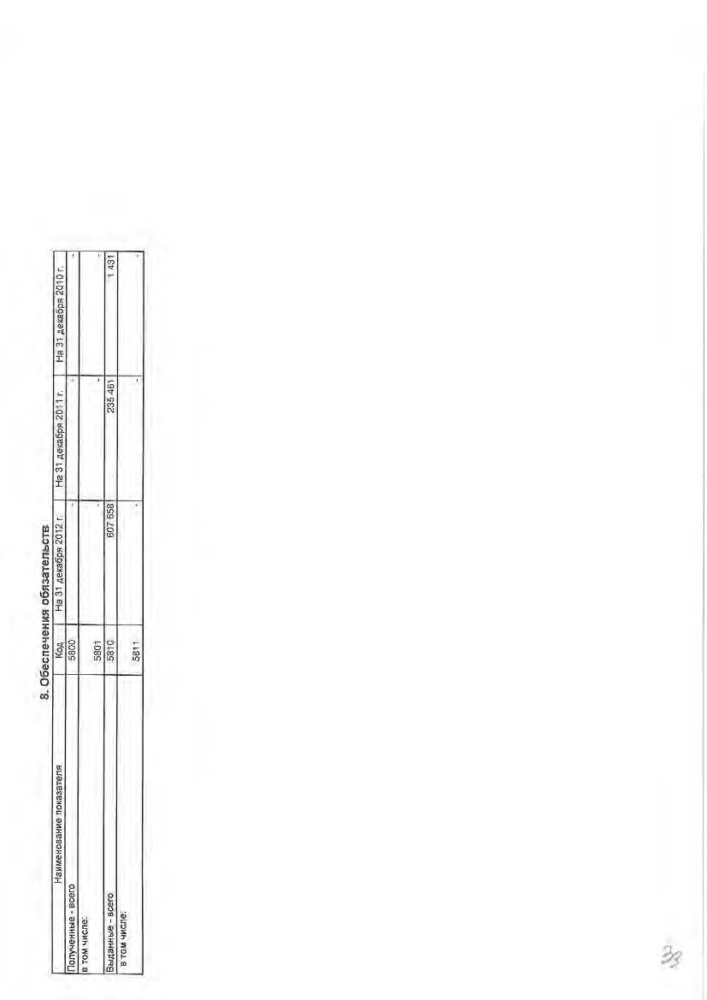 8. Обеспечения обязательств
Наименование показателя Код На 31 декабря 2012 г. На 31 декабря 2011 г. На 31 декабря 2010 г.
Полученные - всего 5800 - - -
в том числе:
5801 - - -
Выданные - всего 5810 607 658 235 461 1 431
в том числе:
5811 - - -
33